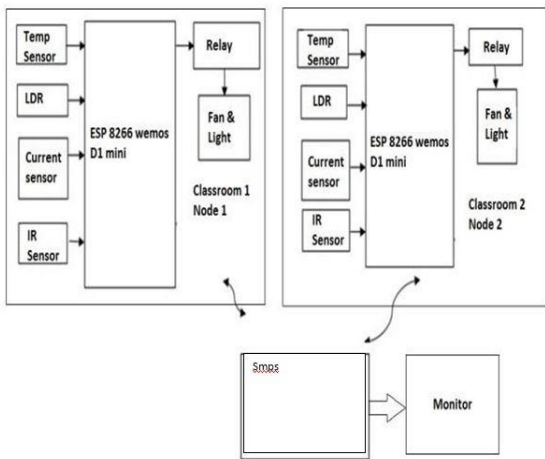 Temp
Sensor
LDR
Current
sensor
IR
Sensor
ESP 8266 wemos
D1 mini
Relay
Fan &
Light
Classroom 1
Node 1
Temp
Sensor
LDR
Current
sensor
IR
Sensor
ESP 8266 wemos
D1 mini
Relay
Fan &
Light
Classroom 2
Node 2
Smps
Monitor